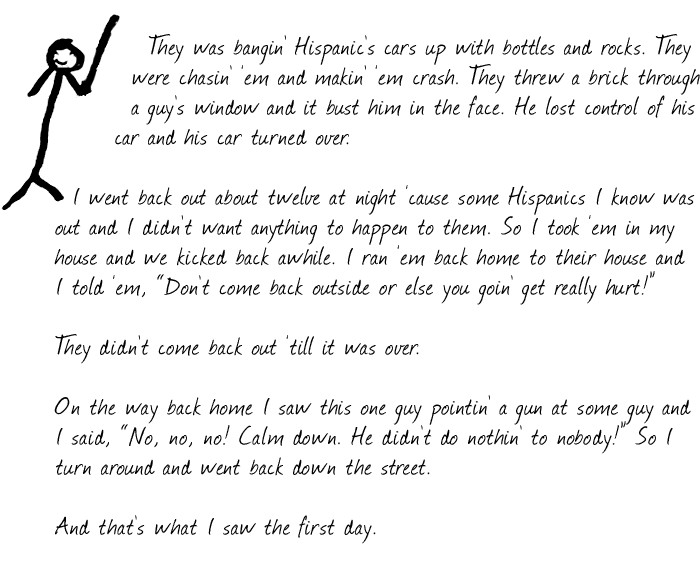 They was bangin' Hispanic's cars up with bottles and rocks. They
were chasin' 'em and makin' 'em crash. They threw a brick through
a guy's window and it bust him in the face. He lost control of his
car and his car turned over.
I went back out about twelve at night 'cause some Hispanics I know was
out and I didn't want anything to happen to them. So I took 'em in my
house and we kicked back awhile. I ran 'em back home to their house and
I told 'em, "Don't come back outside or else you goin' get really hurt!"
They didn't come back out 'till it was over.
On the way back home I saw this one guy pointin' a gun at some guy and
I said, "No, no, no! Calm down. He didn't do nothin' to nobody!" So I
turn around and went back down the street.
And that's what I saw the first day.